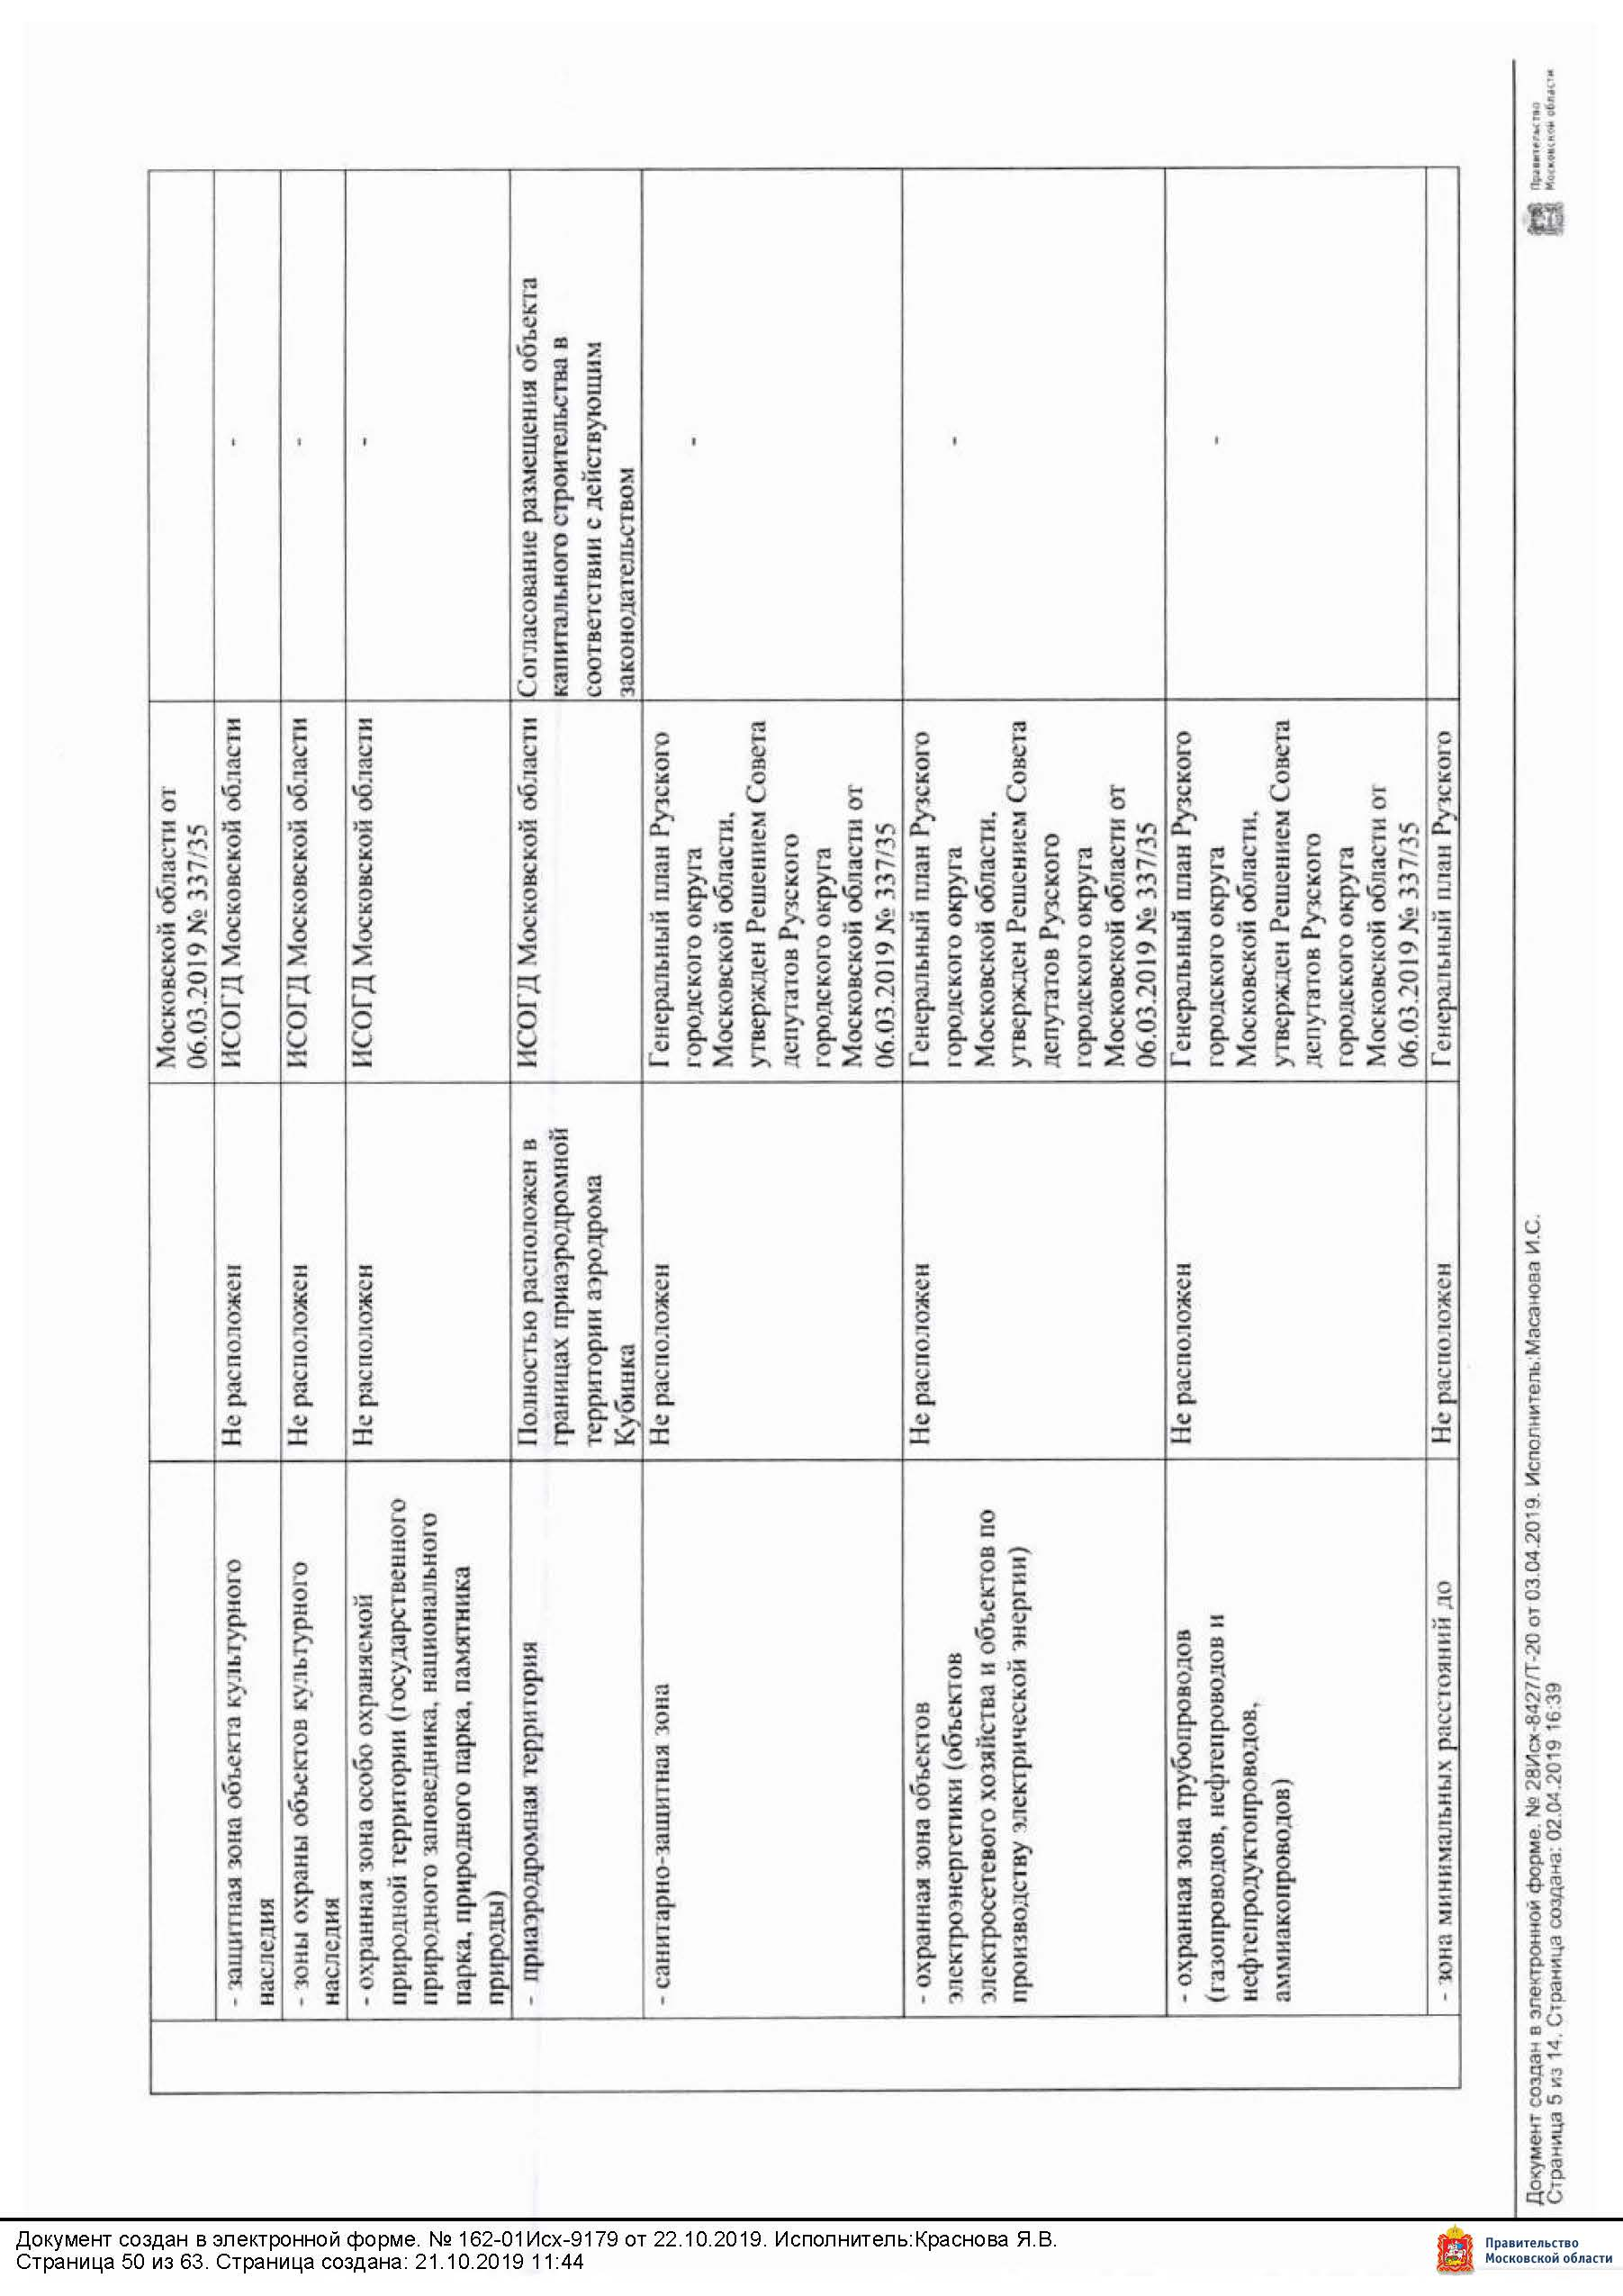 Московской области от
06.03.2019 № 337/35
- защитная зона объекта культурного
наследия
Не расположен
ИСОГД Московской области
-
- зоны охраны объектов культурного
наследия
Не расположен
ИСОГД Московской области
-
- охранная зона особо охраняемой
природной территории (государственного
природного заповедника, национального
парка, природного парка, памятника
природы)
Не расположен
ИСОГД Московской области
-
- приаэродромная территория
Полностью расположен в
границах приаэродромной
территории аэродрома
Кубинка
ИСОГД Московской области
Согласование размещения объекта
капитального строительства в
соответствии с действующим
законодательством
- санитарно-защитная зона
Не расположен
Генеральный план Рузского
городского округа
Московской области,
утвержден Решением Совета
депутатов Рузского
городского округа
Московской области от
06.03.2019 № 337/35
-
- охранная зона объектов
электроэнергетики (объектов
электросетевого хозяйства и объектов по
производству электрической энергии)
Не расположен
Генеральный план Рузского
городского округа
Московской области,
утвержден Решением Совета
депутатов Рузского
городского округа
Московской области от
06.03.2019 № 337/35
-
- охранная зона трубопроводов
(газопроводов, нефтепроводов и
нефтепродуктопроводов,
аммиакопроводов)
Не расположен
Генеральный план Рузского
городского округа
Московской области,
утвержден Решением Совета
депутатов Рузского
городского округа
Московской области от
06.03.2019 № 337/35
-
- зона минимальных расстояний до
Не расположен
Генеральный план Рузского
Документ создан в электронной форме. № 28Исх-8427/Т-20 от 03.04.2019. Исполнитель:Масанова И.С.
Страница 5 из 14. Страница создана: 02.04.2019 16:39
Правительство
Московской области
Документ создан в электронной форме. № 162-01Исх-9179 от 22.10.2019. Исполнитель:Краснова Я.В.
Страница 50 из 63. Страница создана: 21.10.2019 11:44
Правительство
Московской области